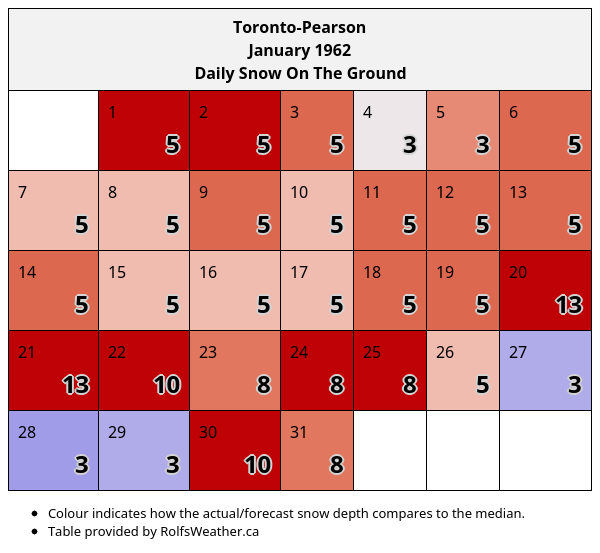 Toronto-Pearson
January 1962
Daily Snow On The Ground
1 2 3 4 5 6
5 5 5 3 3 5
7 8 9 10 11 12 13
5 5 5 5 5 5 5
14 15 16 17 18 19 20
5 5 5 5 5 5 13
21 22 23 24 25 26 27
13 10 8 8 8 5 3
28 29 30 31
3 3 10 8
Colour indicates how the actual/forecast snow depth compares to the median.
Table provided by RolfsWeather.ca